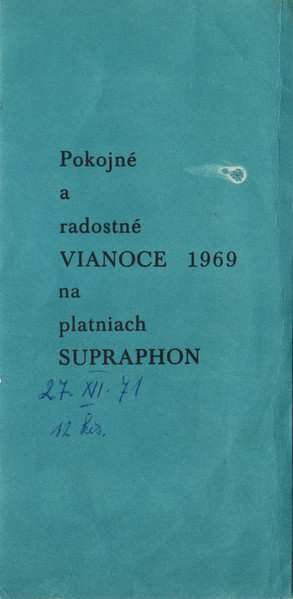 Pokojné
a
radostné
VIANOCE 1969
na
platniach
SUPRAPHON
27. XII. 71
12 kčs.